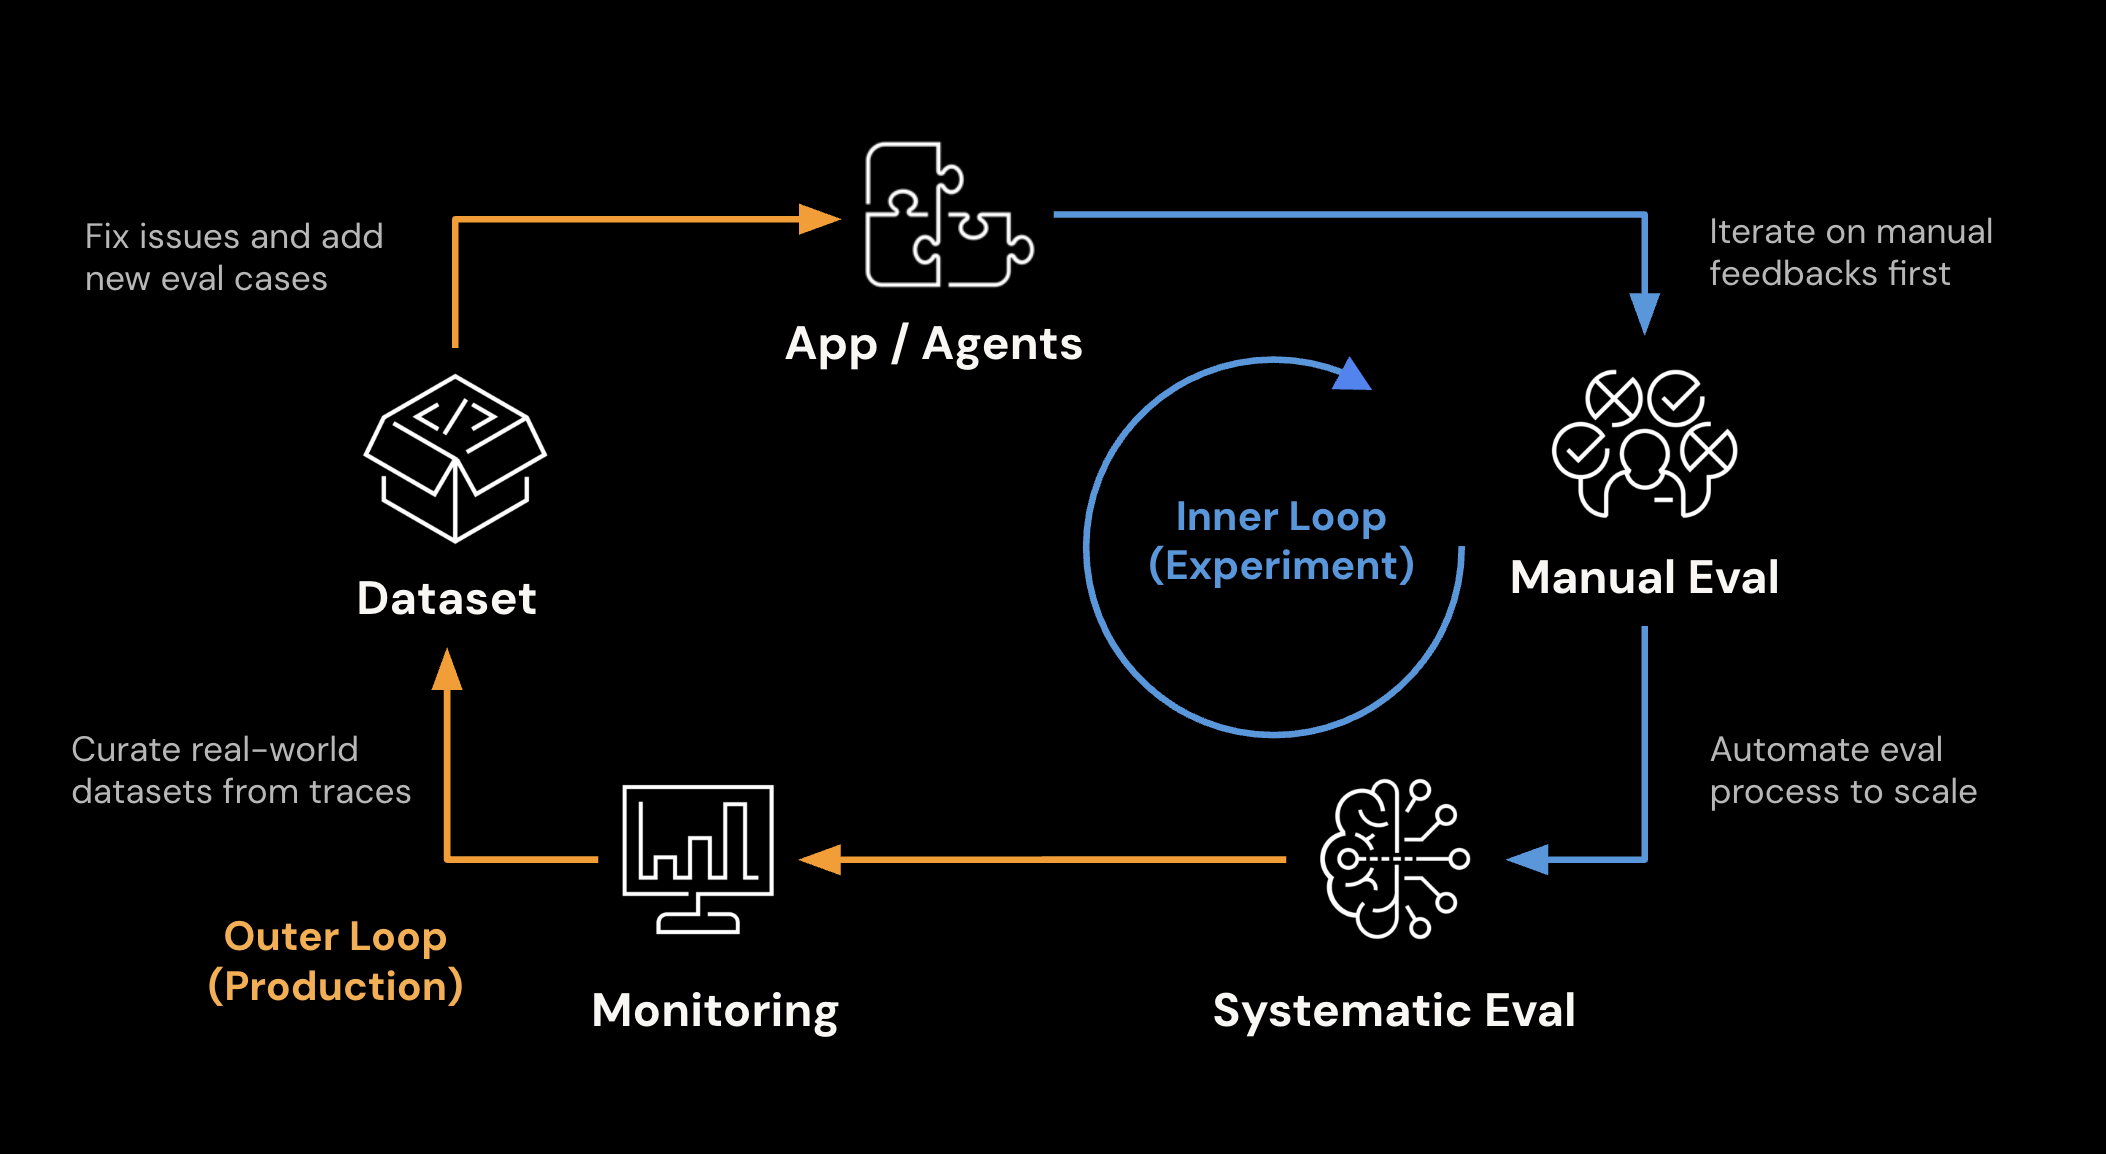 Fix issues and add
new eval cases
App / Agents
Iterate on manual
feedbacks first
Dataset
Inner Loop
(Experiment)
Manual Eval
Curate real-world
datasets from traces
Automate eval
process to scale
Outer Loop
(Production)
Monitoring
Systematic Eval